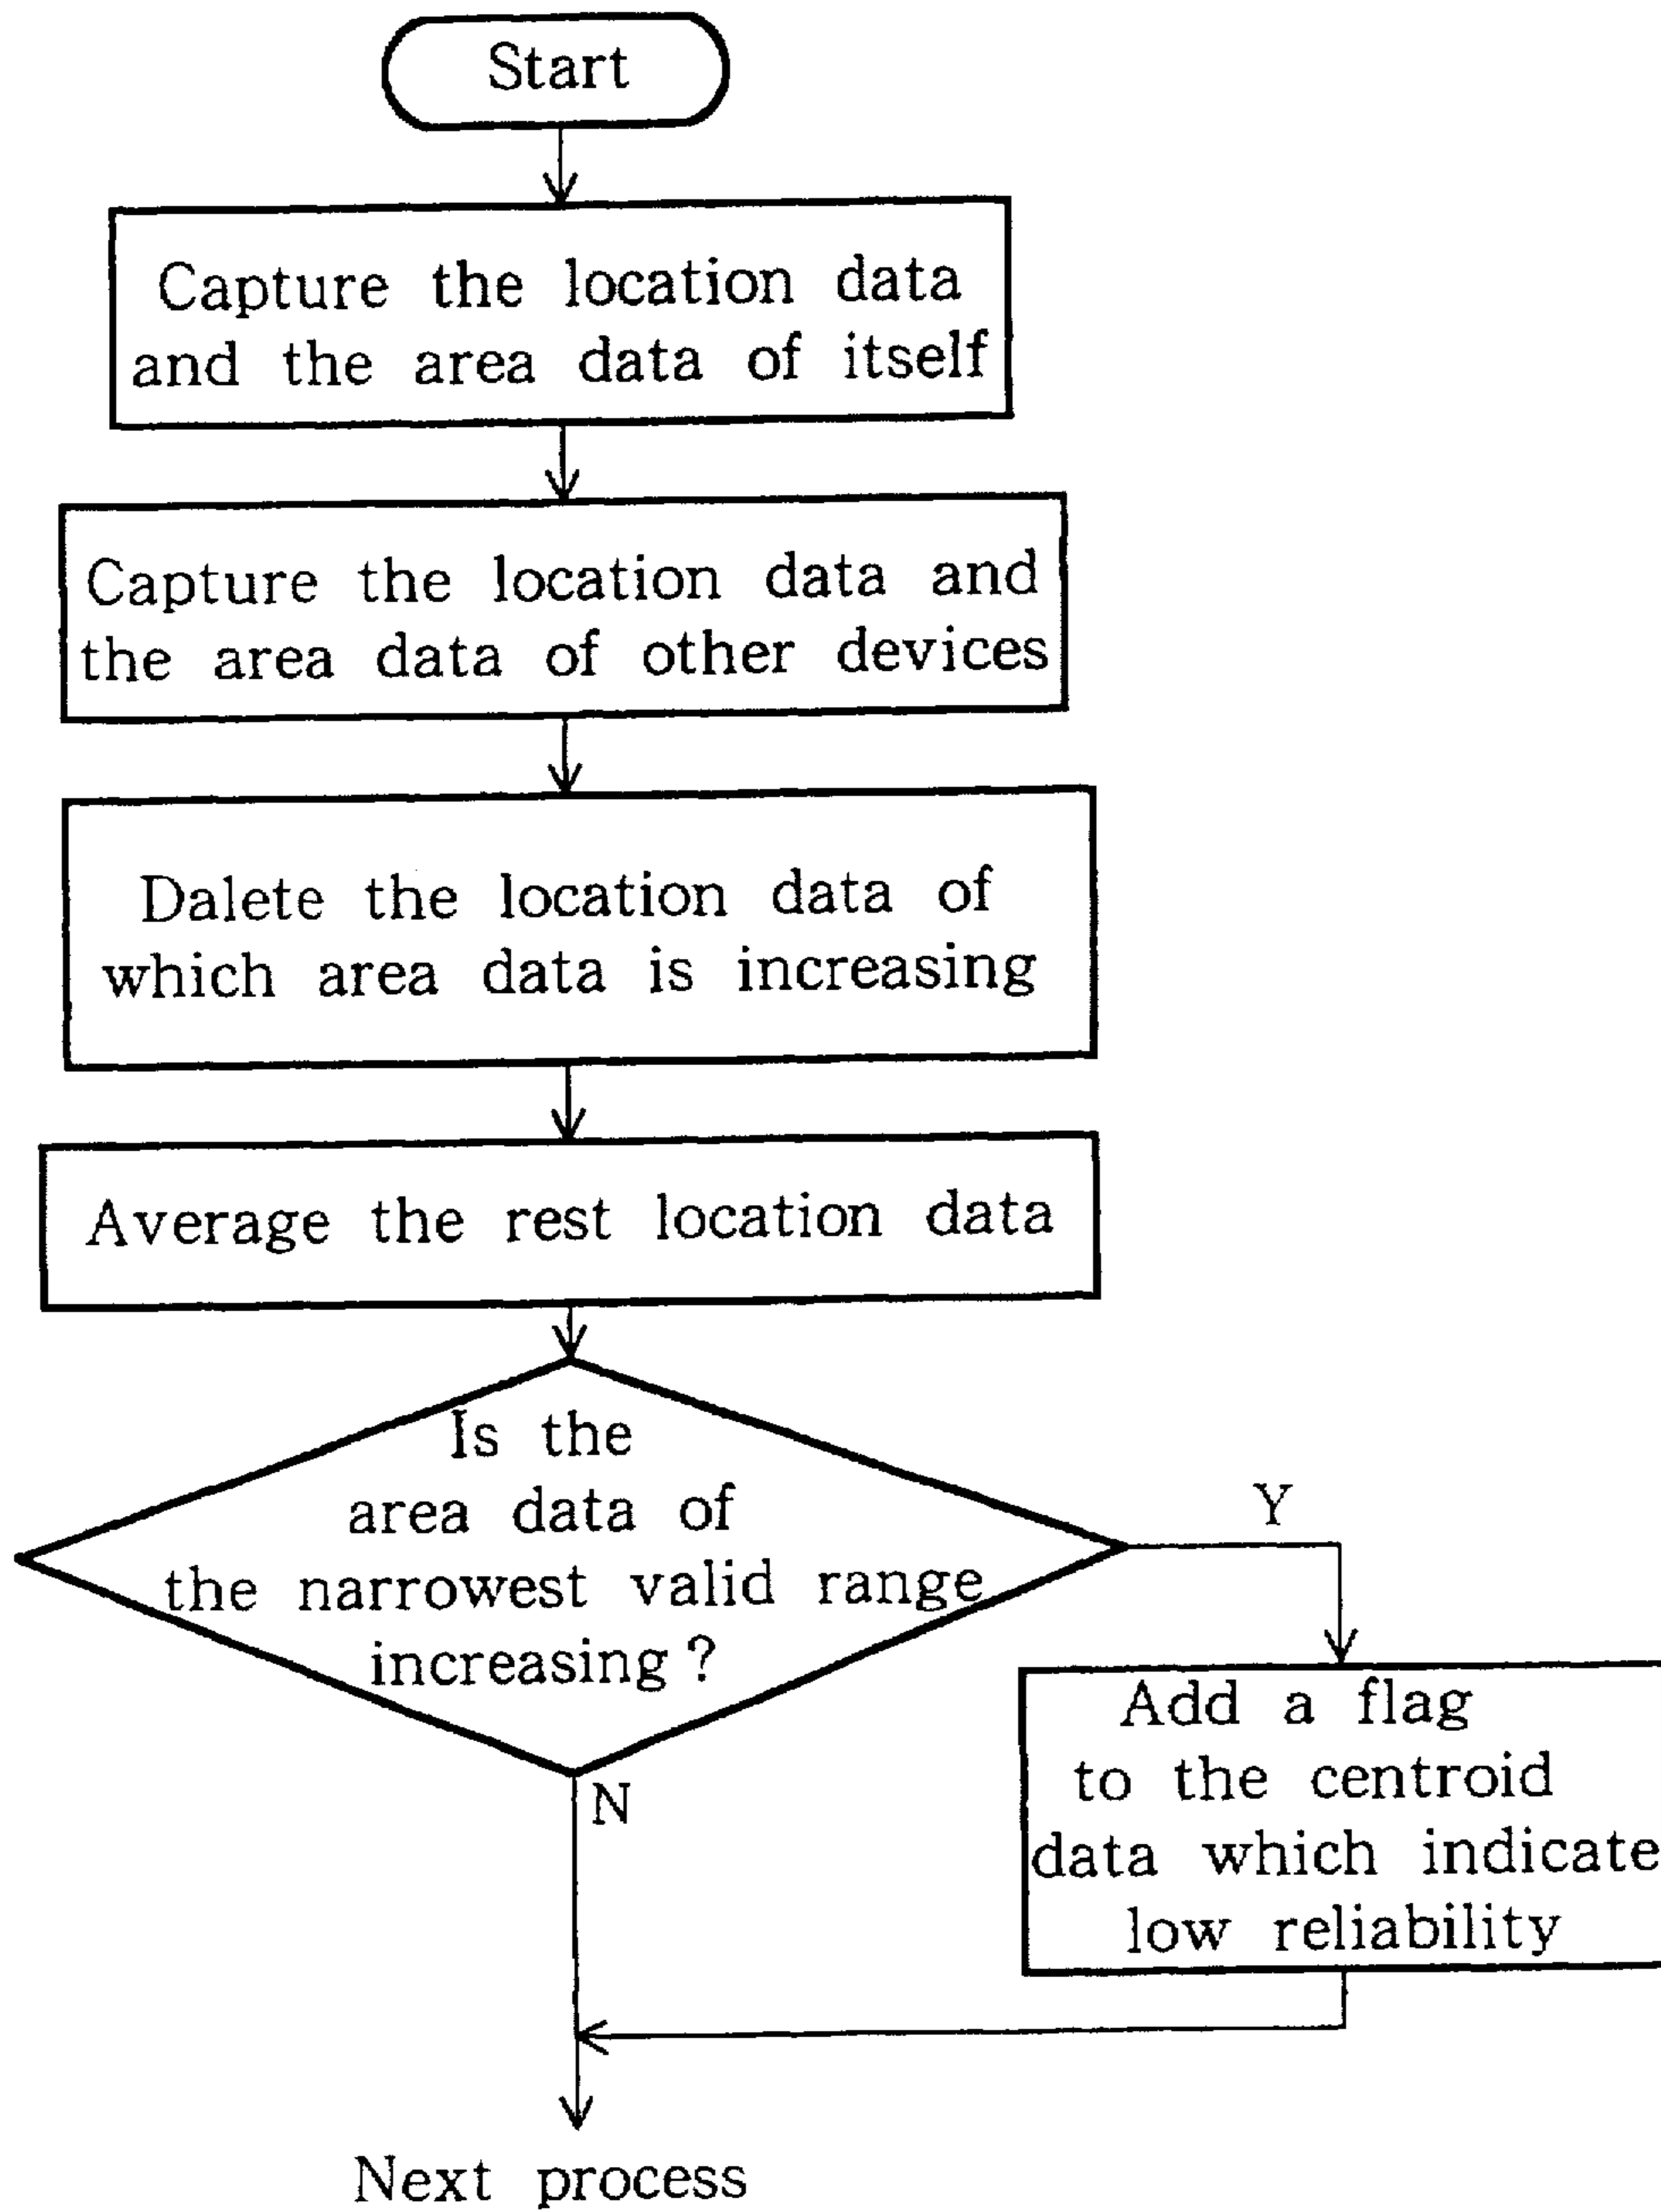 Start
Capture the location data
and the area data of itself
Capture the location data and
the area data of other devices
Dalete the location data of
which area data is increasing
Average the rest location data
Is the
area data of
the narrowest valid range
increasing ?
Y
Add a flag
to the centroid
data which indicate
low reliability
N
Next process